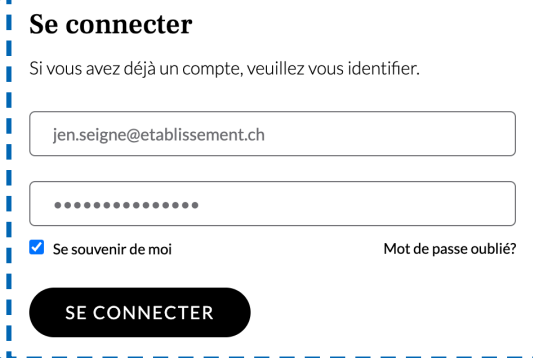 Se connecter
Si vous avez déjà un compte, veuillez vous identifier.
jen.seigne@etablissement.ch
•••••••••••••••
Se souvenir de moi
Mot de passe oublié?
SE CONNECTER